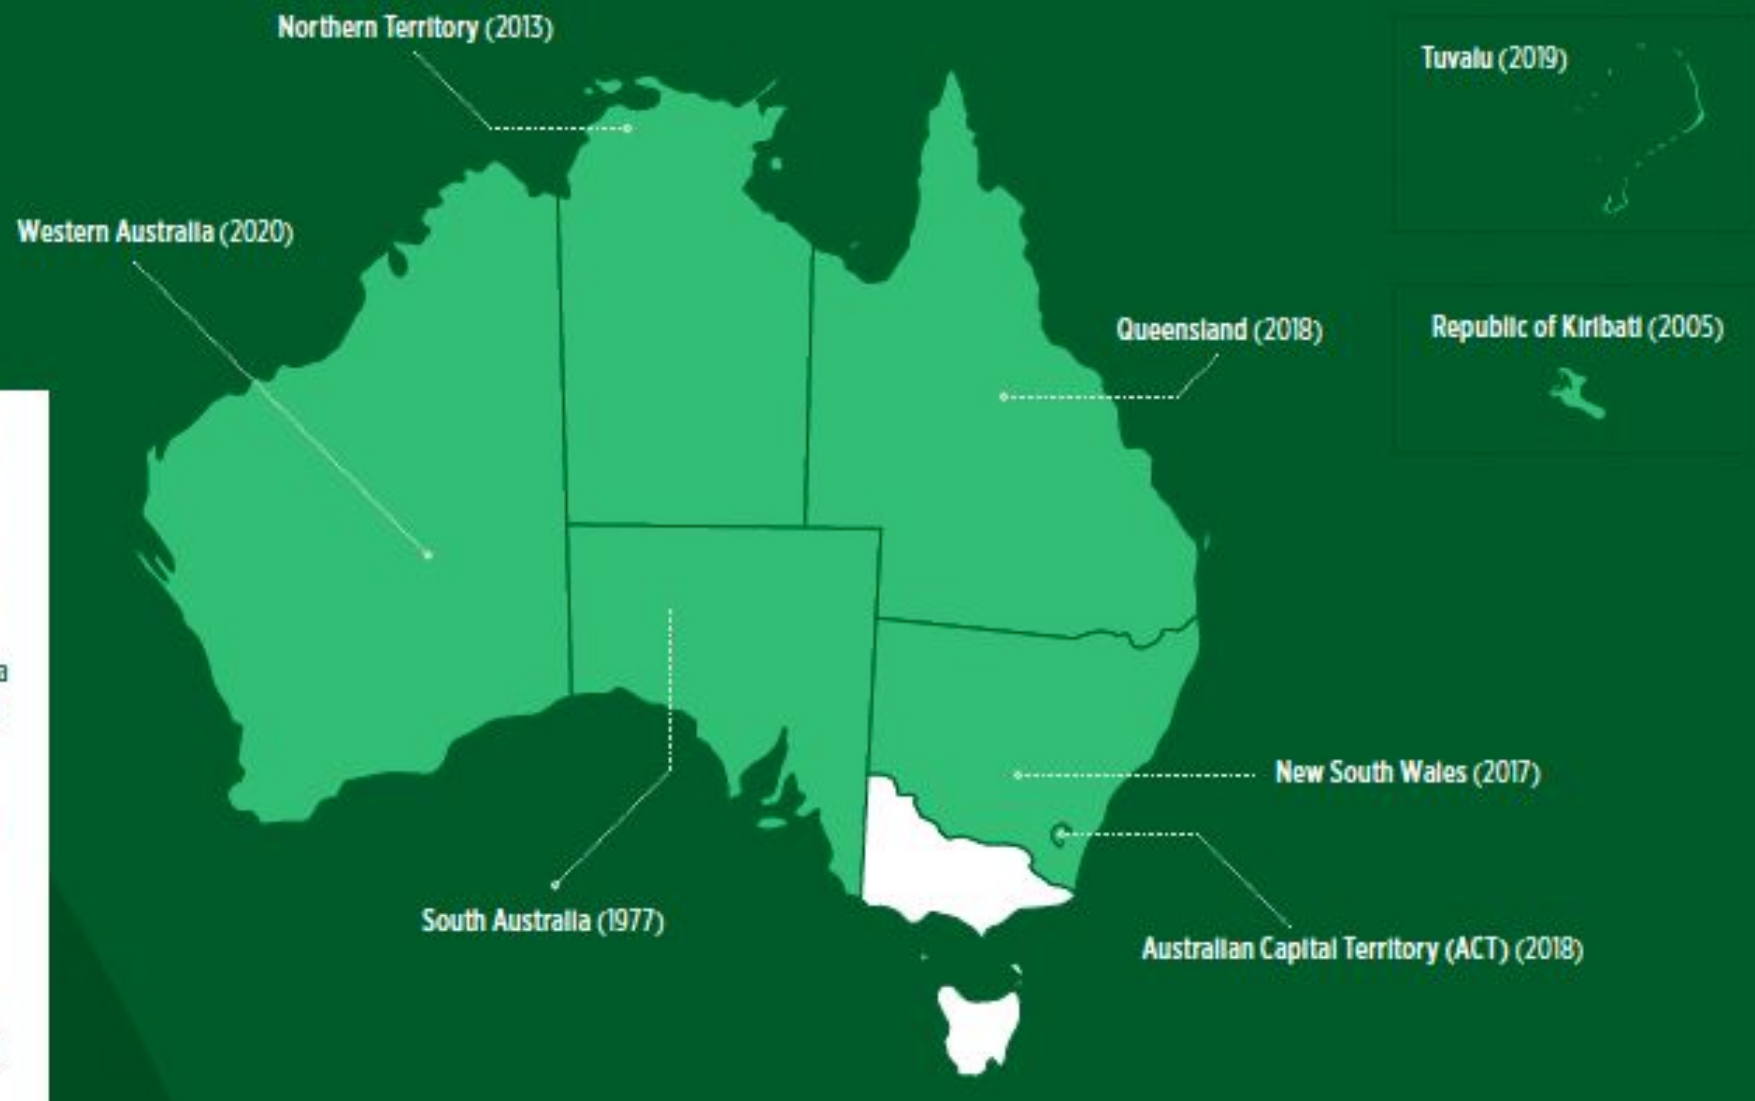 Northern Territory (2013)
Tuvalu (2019)
Western Australia (2020)
Queensland (2018)
Republic of Kiribati (2005)
New South Wales (2017)
South Australia (1977)
Australian Capital Territory (ACT) (2018)